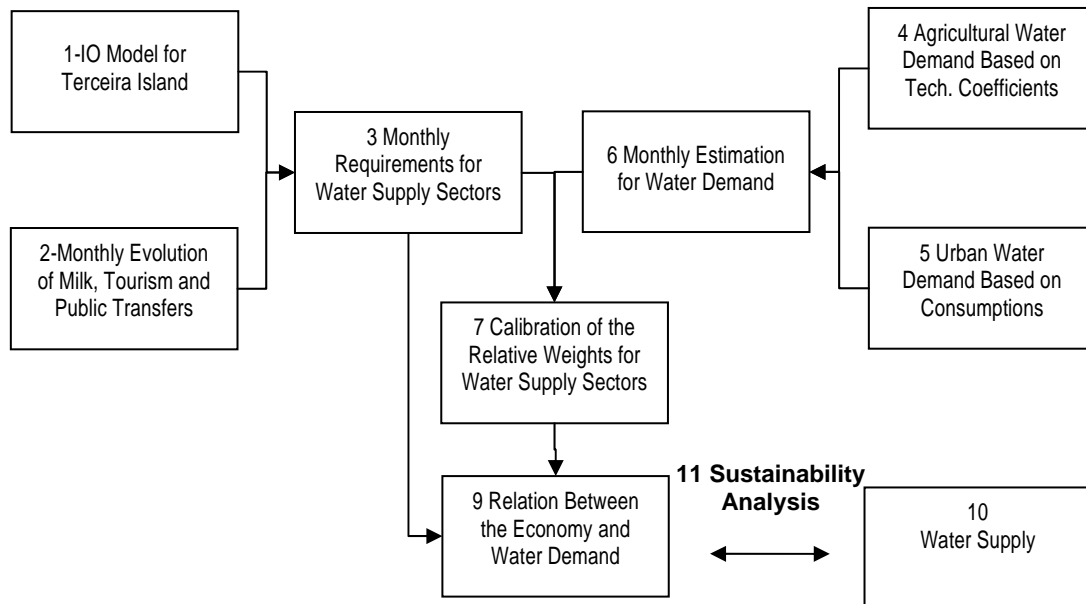 1-IO Model for
Terceira Island
2-Monthly Evolution
of Milk, Tourism and
Public Transfers
3 Monthly
Requirements for
Water Supply Sectors
6 Monthly Estimation
for Water Demand
4 Agricultural Water
Demand Based on
Tech. Coefficients
5 Urban Water
Demand Based on
Consumptions
7 Calibration of the
Relative Weights for
Water Supply Sectors
9 Relation Between
the Economy and
Water Demand
11 Sustainability
Analysis
10
Water Supply